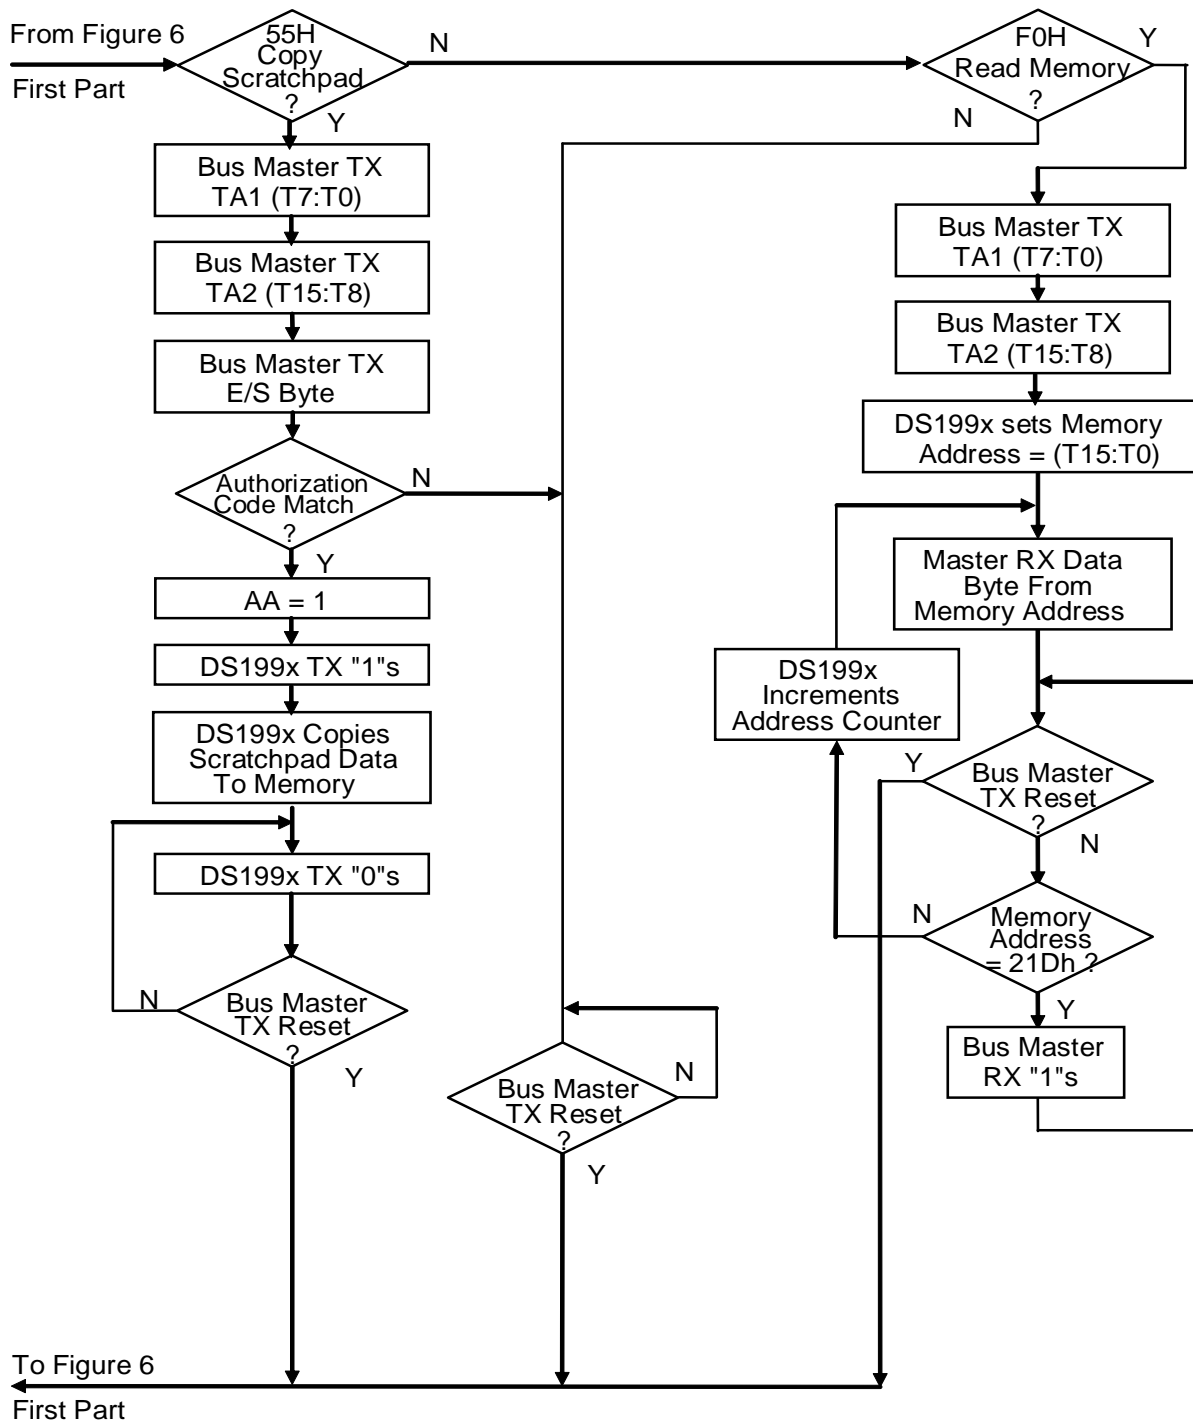 From Figure 6
First Part
55H
Copy
Scratchpad
?
N
Y
F0H
Read Memory
?
Y
N
Bus Master TX
TA1 (T7:T0)
Bus Master TX
TA2 (T15:T8)
Bus Master TX
E/S Byte
Authorization
Code Match
?
N
Y
AA = 1
DS199x TX "1"s
DS199x Copies
Scratchpad Data
To Memory
DS199x TX "0"s
Bus Master
TX Reset
?
N
Y
Bus Master
TX Reset
?
N
Y
Bus Master TX
TA1 (T7:T0)
Bus Master TX
TA2 (T15:T8)
DS199x sets Memory
Address = (T15:T0)
Master RX Data
Byte From
Memory Address
DS199x
Increments
Address Counter
Bus Master
TX Reset
?
Y
N
Memory
Address
= 21Dh ?
N
Y
Bus Master
RX "1"s
To Figure 6
First Part